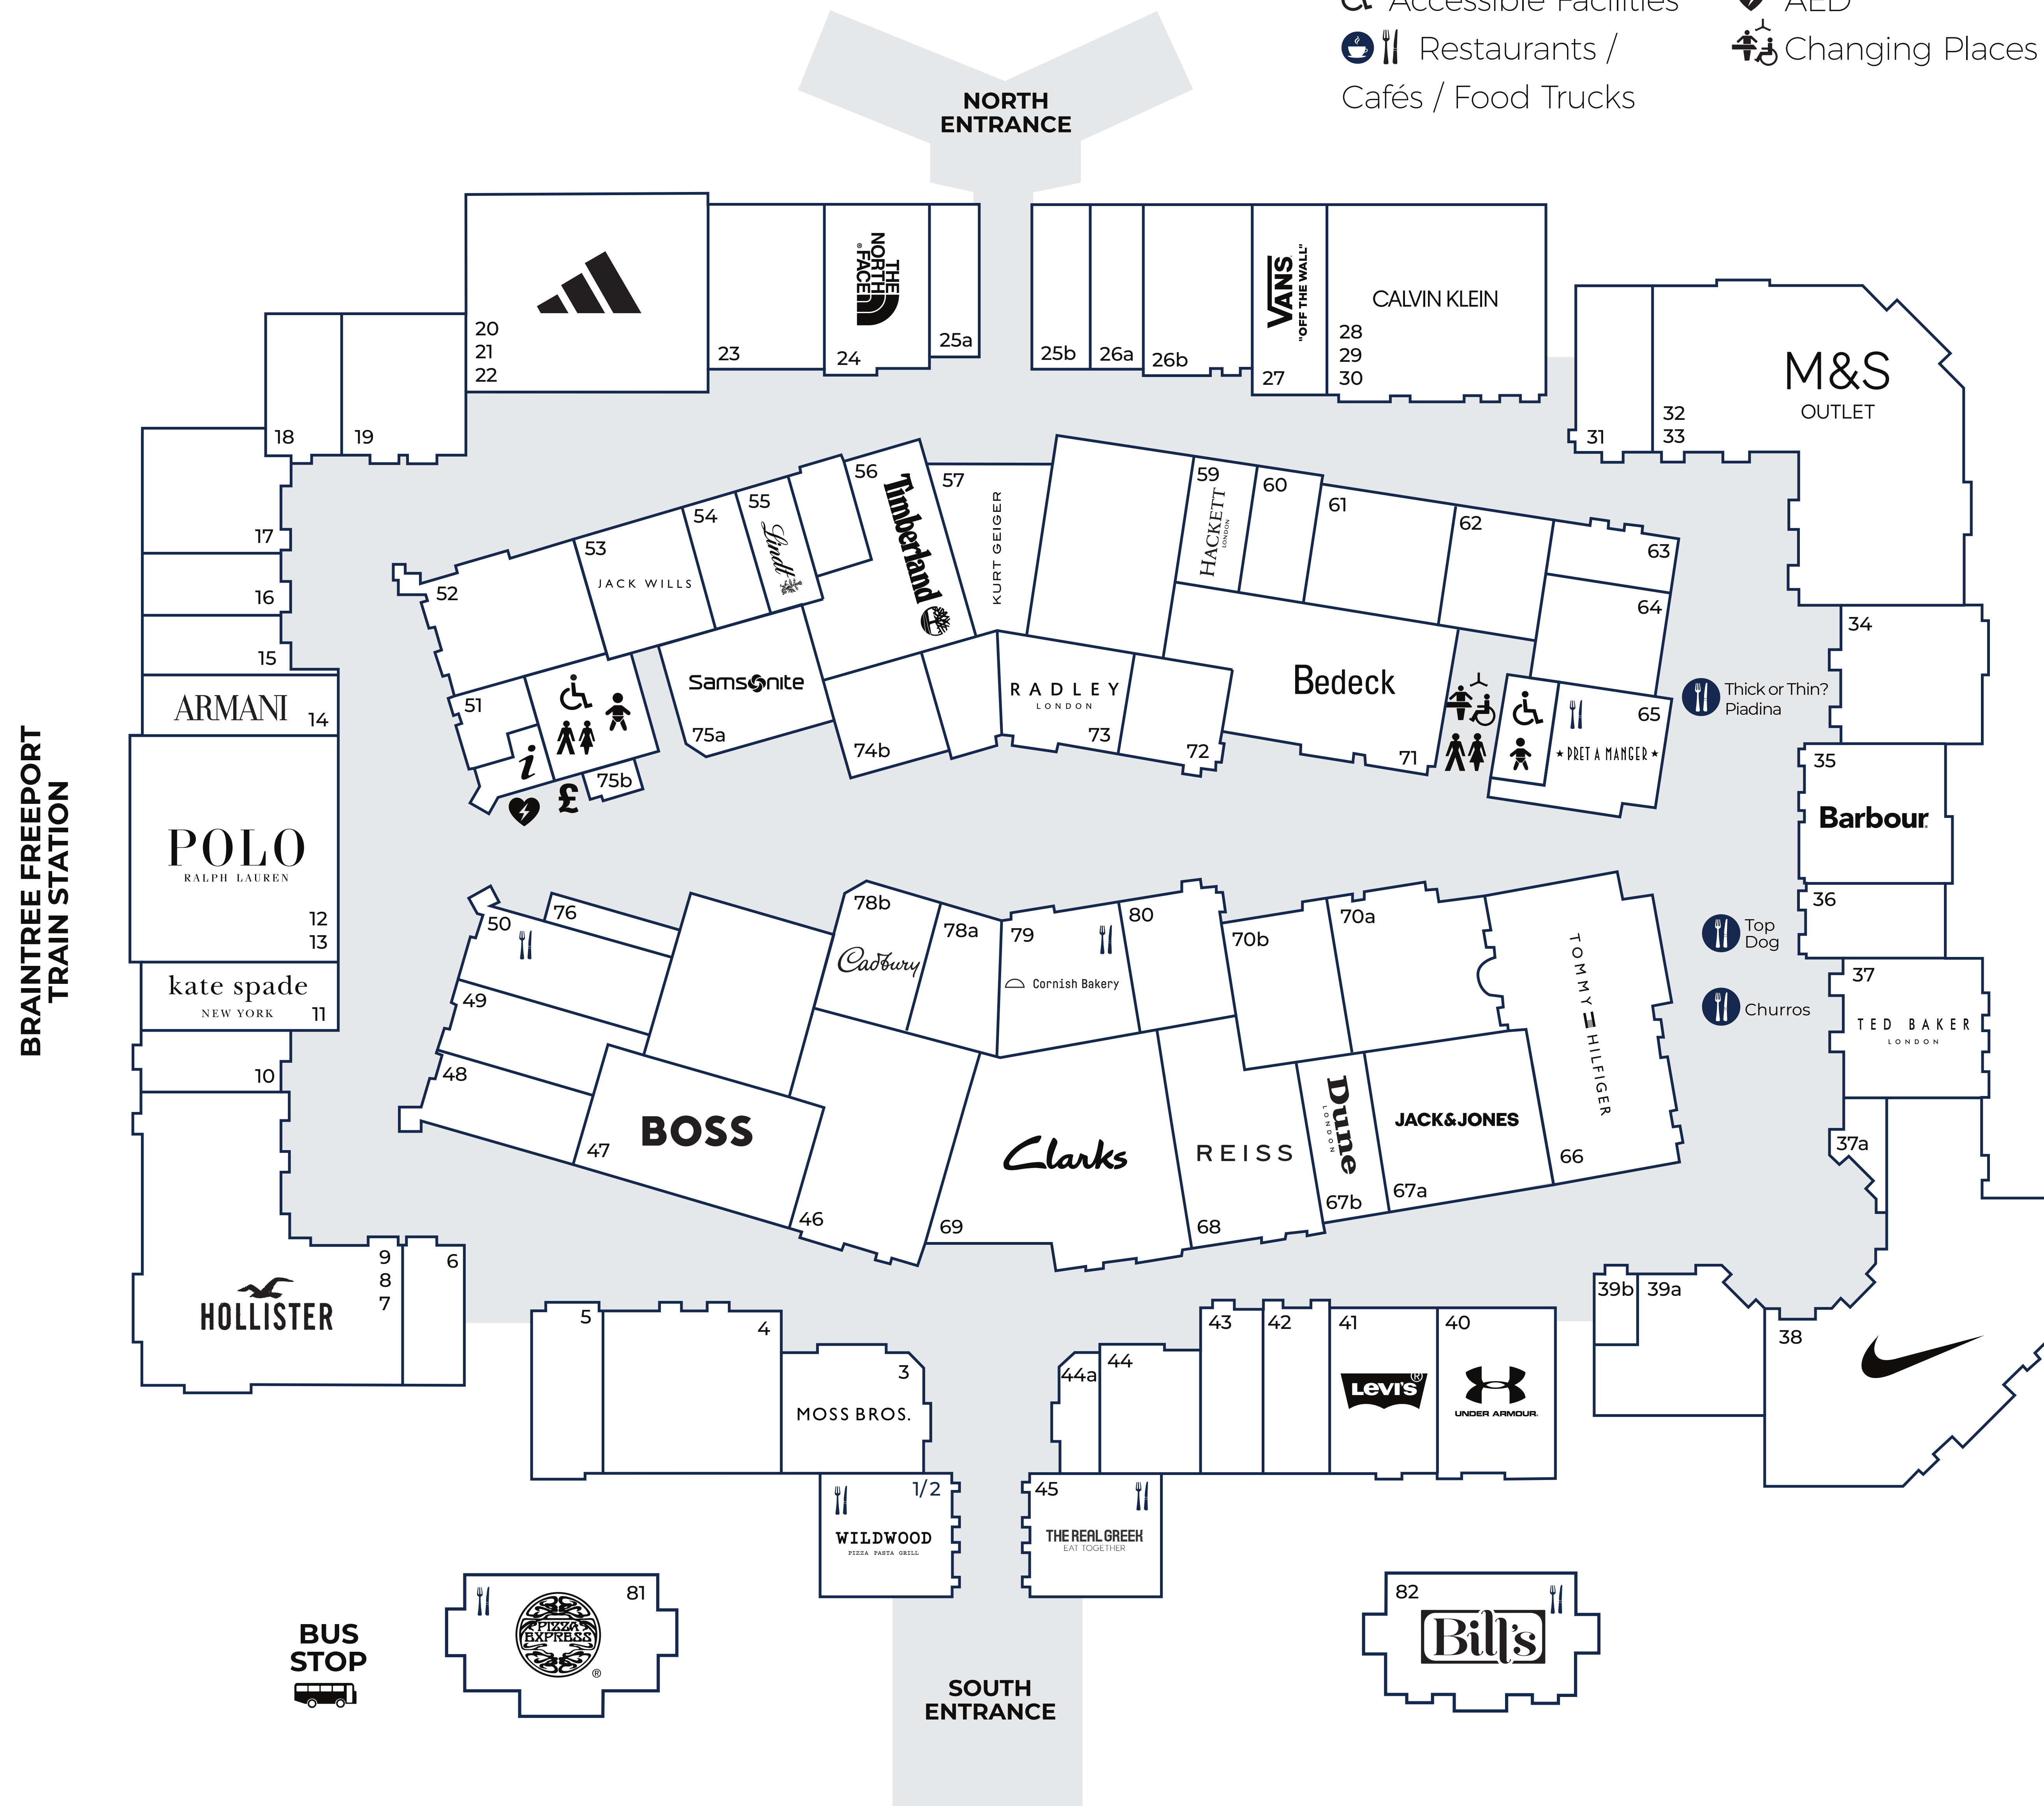 Accessible Facilities
AED
Restaurants /
Cafés / Food Trucks
Changing Places
NORTH
ENTRANCE
20
21
22
23
THE
NORTH
FACE®
24
25a
25b
26a
26b
VANS
"OFF THE WALL"
27
CALVIN KLEIN
28
29
30
31
M&S
OUTLET
32
33
18
19
17
16
15
ARMANI
14
POLO
RALPH LAUREN
12
13
kate spade
NEW YORK
11
10
BRAINTREE FREEPORT
TRAIN STATION
52
53
JACK WILLS
54
55
Lindt
56
Timberland
57
KURT GEIGER
59
HACKETT
LONDON
60
61
62
63
64
51
i
£
75b
Samsonite
75a
74b
RADLEY
LONDON
73
72
Bedeck
71
65
PRET A MANGER
Thick or Thin?
Piadina
34
35
Barbour
36
Top
Dog
Churros
37
TED BAKER
LONDON
37a
50
76
49
48
47
BOSS
46
78b
Cadbury
78a
79
Cornish Bakery
80
70b
70a
TOMMY HILFIGER
66
Clarks
69
REISS
68
Dune
LONDON
67b
JACK&JONES
67a
9
8
7
HOLLISTER
6
5
4
3
MOSS BROS.
1/2
WILDWOOD
PIZZA PASTA GRILL
44a
44
43
42
41
LEVI'S®
40
UNDER ARMOUR.
39b
39a
38
45
THE REAL GREEK
EAT TOGETHER
BUS
STOP
81
PIZZA
EXPRESS
®
SOUTH
ENTRANCE
82
Bill's